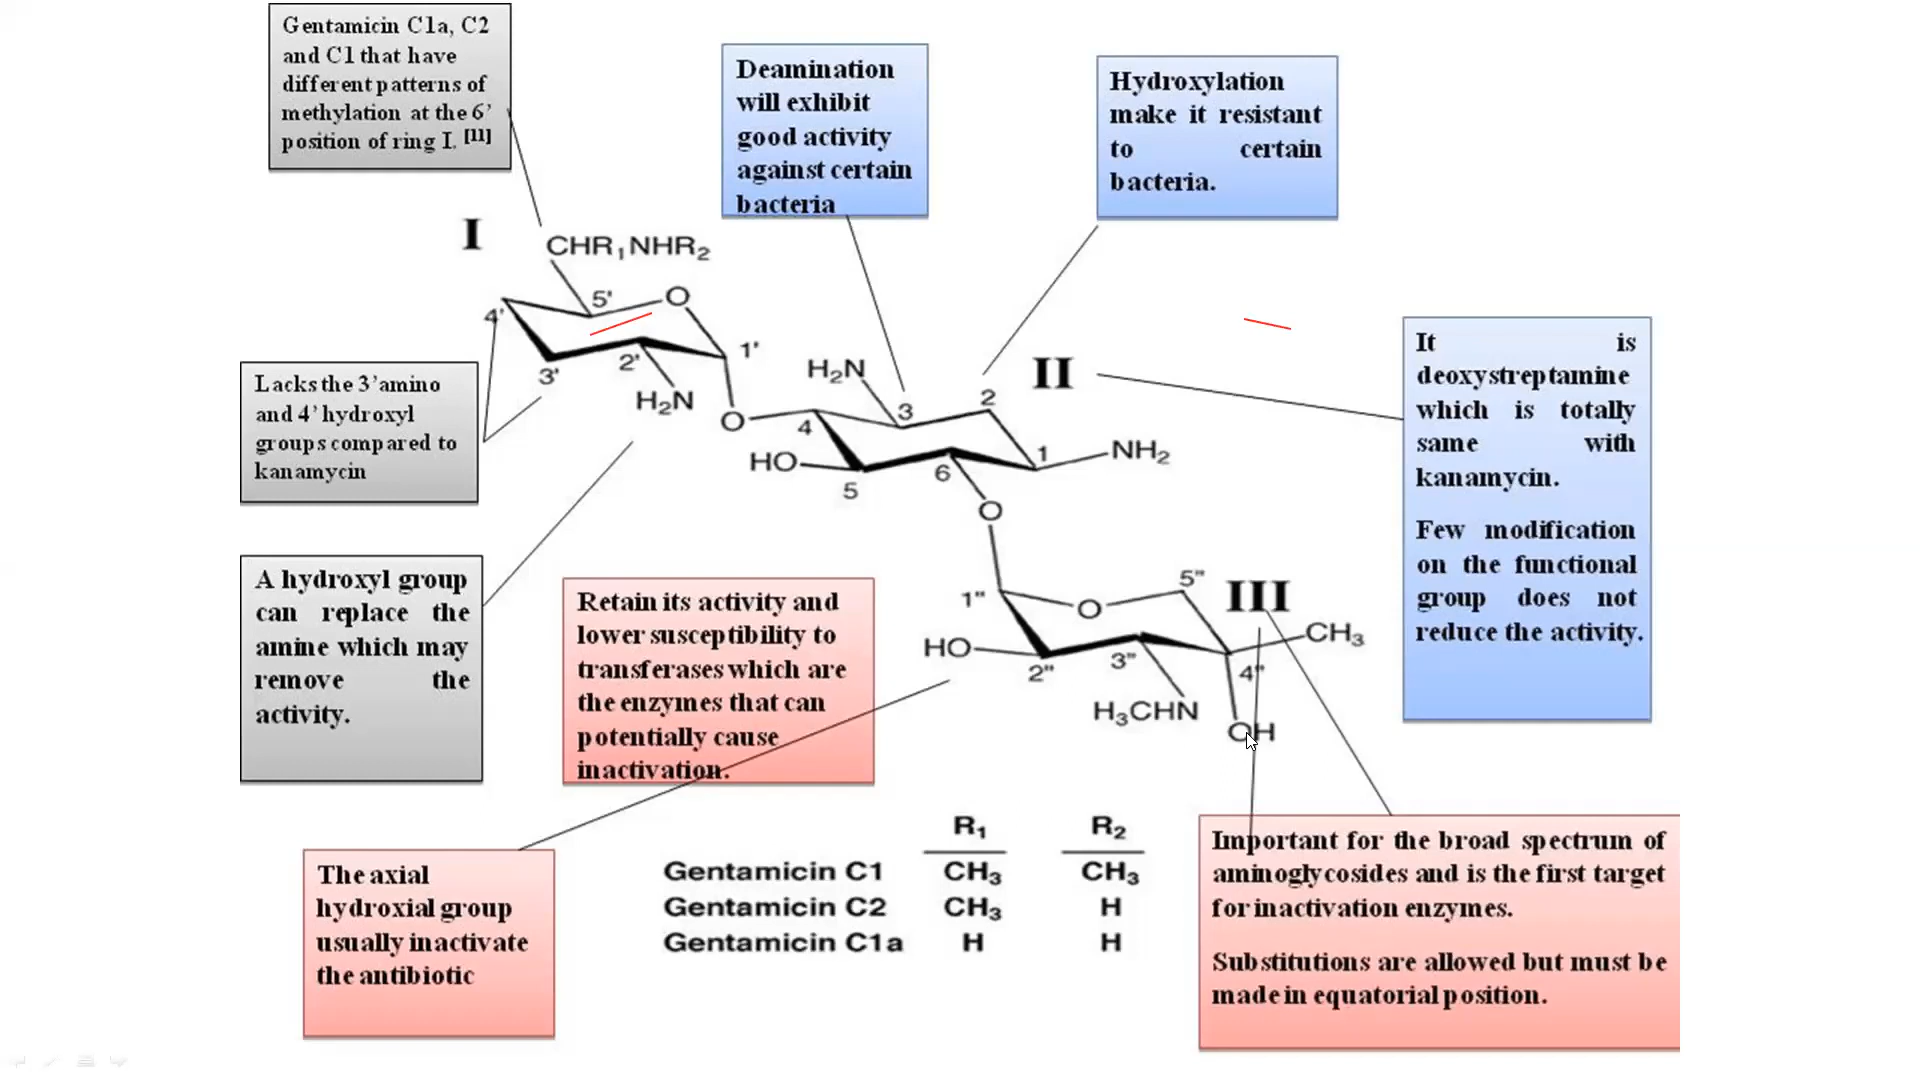 Gentamicin C1a, C2
and C1 that have
different patterns of
methylation at the 6’
position of ring I. [11]
Deamination
will exhibit
good activity
against certain
bacteria
Hydroxylation
make it resistant
to certain
bacteria.
I
CHR₁NHR₂
5'
O
4'
1'
2'
3'
H₂N
Lacks the 3’amino
and 4’ hydroxyl
groups compared to
kanamycin
H₂N
II
3
2
O
4
1
NH₂
HO
6
5
O
It is
deoxystreptamine
which is totally
same with
kanamycin.
Few modification
on the functional
group does not
reduce the activity.
A hydroxyl group
can replace the
amine which may
remove the
activity.
Retain its activity and
lower susceptibility to
transferases which are
the enzymes that can
potentially cause
inactivation.
1"
O
5"
III
CH₃
HO
2"
3"
4"
H₃CHN
OH
R₁ R₂
Gentamicin C1 CH₃ CH₃
Gentamicin C2 CH₃ H
Gentamicin C1a H H
The axial
hydroxial group
usually inactivate
the antibiotic
Important for the broad spectrum of
aminoglycosides and is the first target
for inactivation enzymes.
Substitutions are allowed but must be
made in equatorial position.